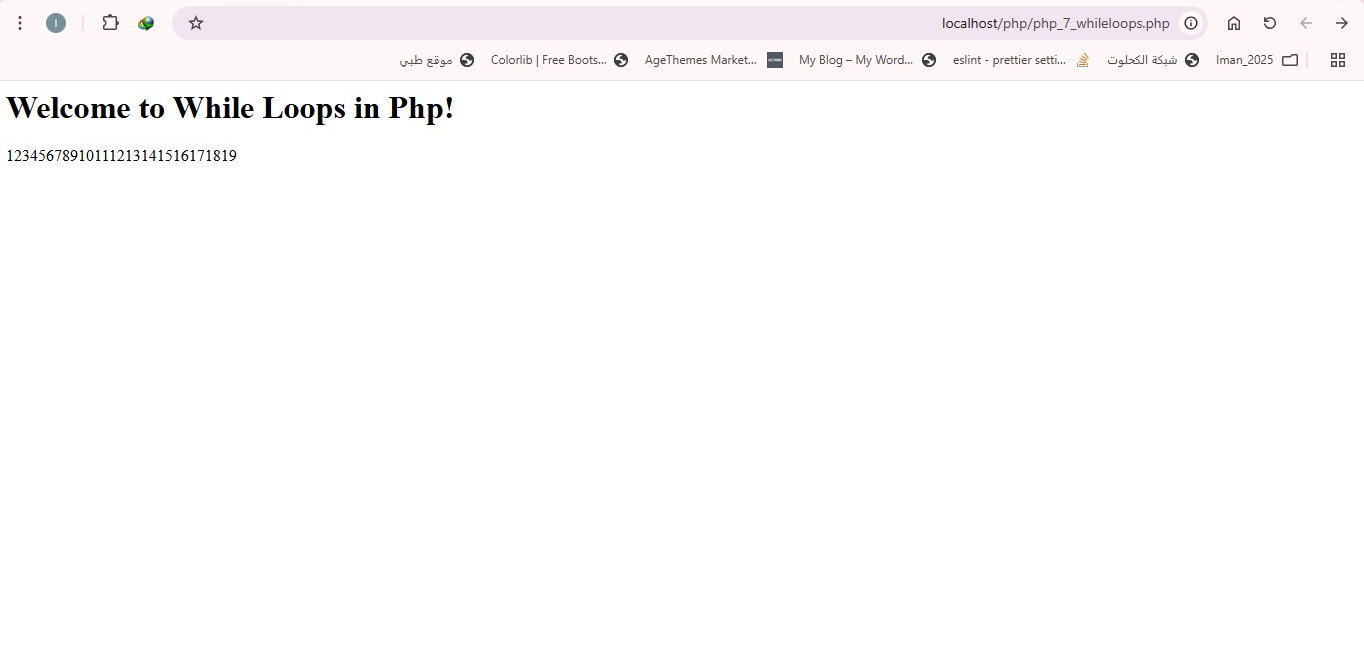 localhost/php/php_7_whileloops.php
موقع طبي Colorlib | Free Boots... AgeThemes Market... My Blog – My Word... eslint - prettier setti... شبكة الكحلوت Iman_2025
Welcome to While Loops in Php!
12345678910111213141516171819